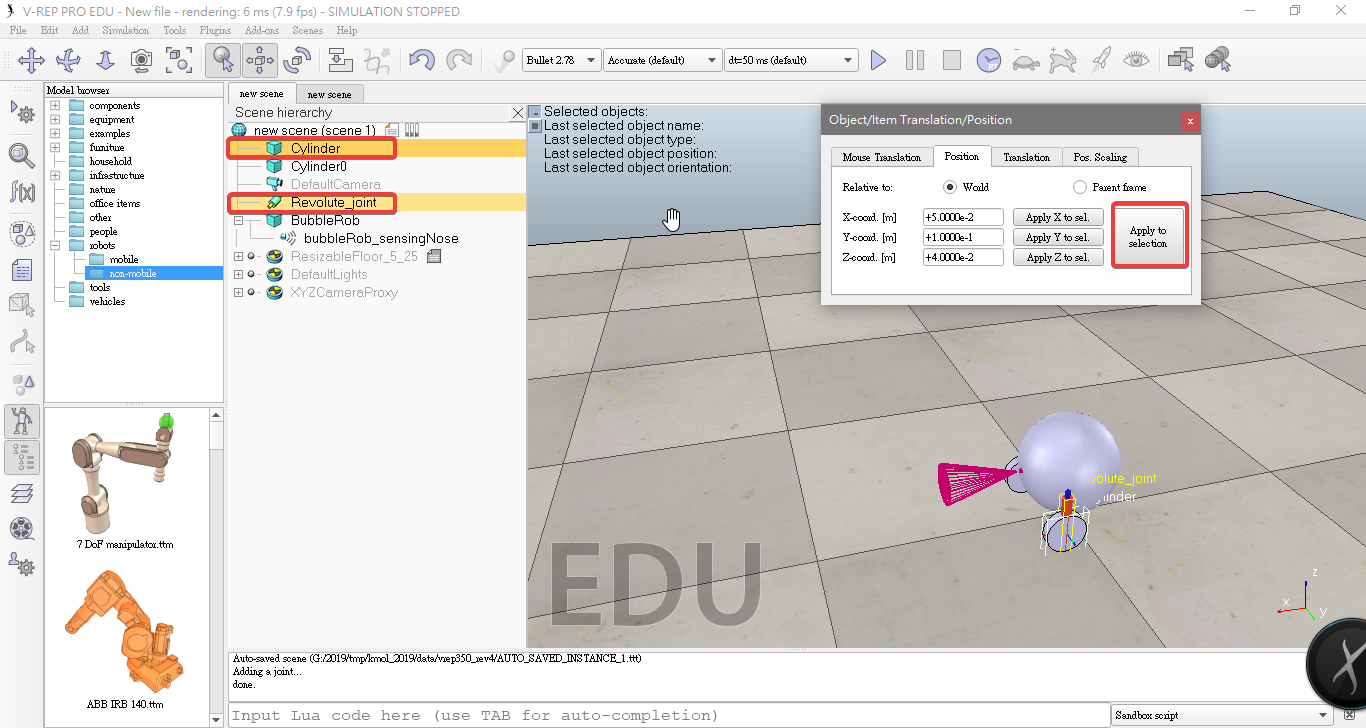 V-REP PRO EDU - New file - rendering: 6 ms (7.9 fps) - SIMULATION STOPPED
File Edit Add Simulation Tools Plugins Add-ons Scenes Help
Bullet 2.78 Accurate (default) dt=50 ms (default)
Model browser
components
equipment
examples
furniture
household
infrastructure
nature
office items
other
people
robots
mobile
non-mobile
tools
vehicles
7 DoF manipulator.ttm
ABB IRB 140.ttm
new scene new scene
Scene hierarchy
new scene (scene 1)
Cylinder
Cylinder0
DefaultCamera
Revolute_joint
BubbleRob
bubbleRob_sensingNose
ResizableFloor_5_25
DefaultLights
XYZCameraProxy
Selected objects:
Last selected object name:
Last selected object type:
Last selected object position:
Last selected object orientation:
Object/Item Translation/Position
x
Mouse Translation Position Translation Pos. Scaling
Relative to: World Parent frame
X-coord. [m] +5.0000e-2 Apply X to sel.
Y-coord. [m] +1.0000e-1 Apply Y to sel.
Z-coord. [m] +4.0000e-2 Apply Z to sel.
Apply to
selection
volute_joint
inder
EDU
z
x
y
Auto-saved scene (G:/2019/tmp/kmol_2019/data/vrep350_rev4/AUTO_SAVED_INSTANCE_1.ttt)
Adding a joint...
done.
Input Lua code here (use TAB for auto-completion)
Sandbox script